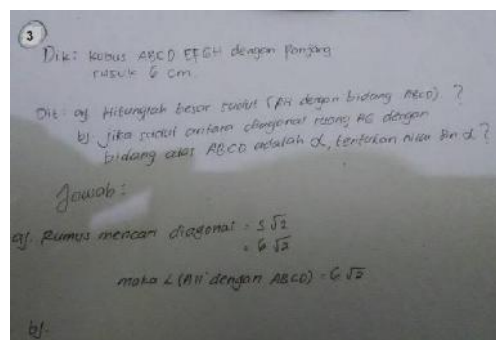 3
Dik: Kubus ABCD EFGH dengan panjang
rusuk 6 cm.
Dit: a). Hitunglah besar sudut (AH dengan bidang ABCD) ?
b). Jika sudut antara diagonal ruang AG dengan
bidang alas ABCD adalah α, tentukan nilai sin α ?
Jawab :
a). Rumus mencari diagonal = s √2
= 6 √2
maka ∠ (AH dengan ABCD) = 6 √2
b).